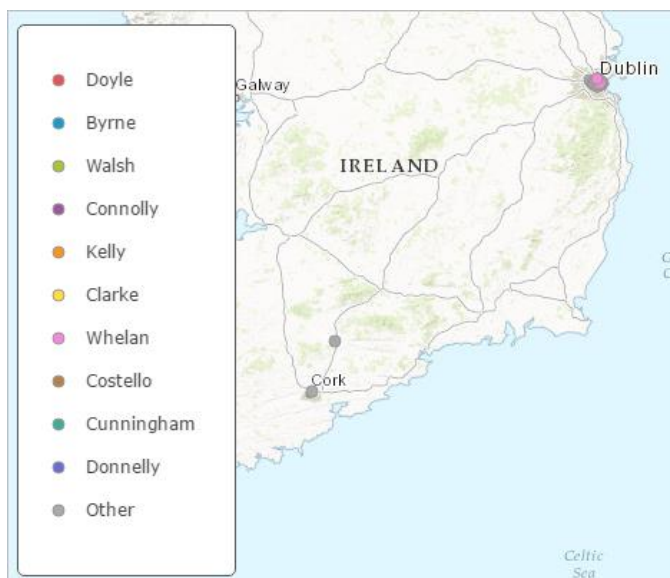 Doyle
Byrne
Walsh
Connolly
Kelly
Clarke
Whelan
Costello
Cunningham
Donnelly
Other
Galway
Dublin
IRELAND
Cork
Celtic
Sea